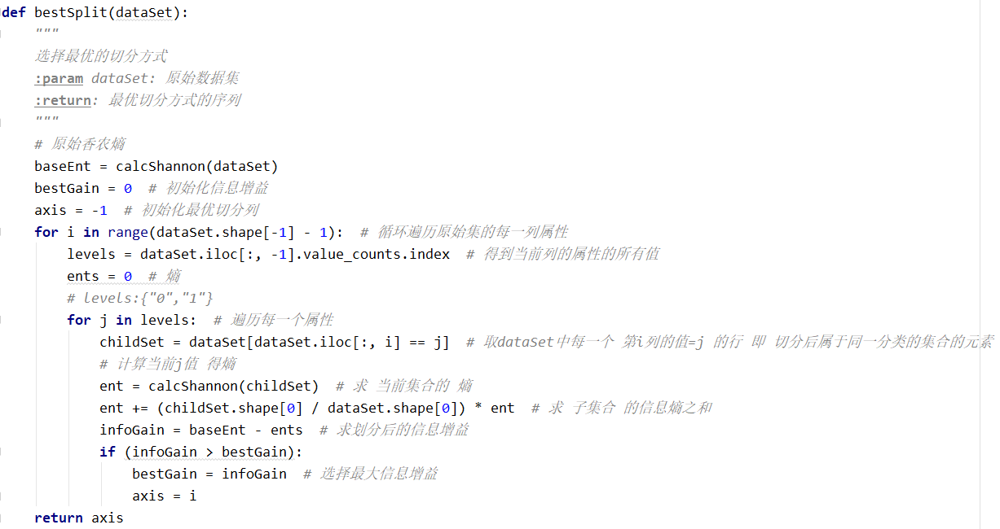 def bestSplit(dataSet):
    """
    选择最优的切分方式
    :param dataSet: 原始数据集
    :return: 最优切分方式的序列
    """
    # 原始香农熵
    baseEnt = calcShannon(dataSet)
    bestGain = 0  # 初始化信息增益
    axis = -1  # 初始化最优切分列
    for i in range(dataSet.shape[-1] - 1):  # 循环遍历原始集的每一列属性
        levels = dataSet.iloc[:, -1].value_counts.index  # 得到当前列的属性的所有值
        ents = 0  # 熵
        # levels:{"0","1"}
        for j in levels:  # 遍历每一个属性
            childSet = dataSet[dataSet.iloc[:, i] == j]  # 取dataSet中每一个 第i列的值=j 的行 即 切分后属于同一分类的集合的元素
            # 计算当前j值 得熵
            ent = calcShannon(childSet)  # 求 当前集合的 熵
            ent += (childSet.shape[0] / dataSet.shape[0]) * ent  # 求 子集合 的信息熵之和
            infoGain = baseEnt - ents  # 求划分后的信息增益
            if (infoGain > bestGain):
                bestGain = infoGain  # 选择最大信息增益
                axis = i
    return axis